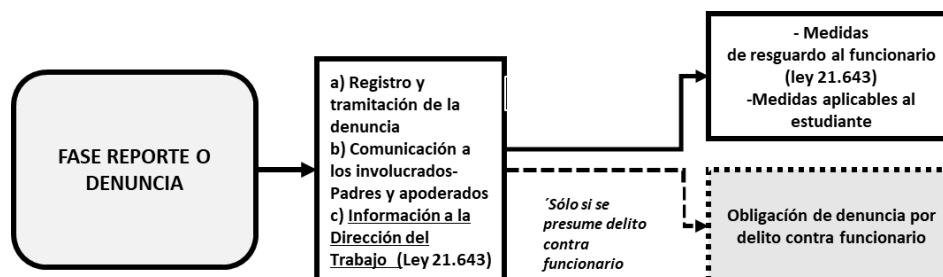 FASE REPORTE O
DENUNCIA
a) Registro y
tramitación de la
denuncia
b) Comunicación a
los involucrados-
Padres y apoderados
c) Información a la
Dirección del
Trabajo (Ley 21.643)
- Medidas
de resguardo al funcionario
(ley 21.643)
-Medidas aplicables al
estudiante
´Sólo si se
presume delito
contra
funcionario
Obligacíón de denuncia por
delito contra funcionario